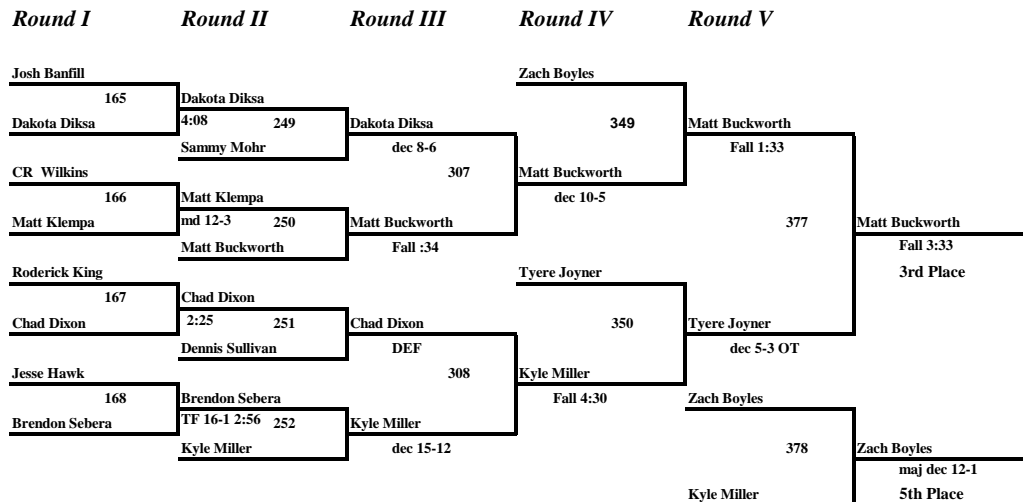 Round I Round II Round III Round IV Round V
Josh Banfill Zach Boyles
165 Dakota Diksa
Dakota Diksa 4:08 249 Dakota Diksa 349 Matt Buckworth
Sammy Mohr dec 8-6 Fall 1:33
CR Wilkins 307 Matt Buckworth
166 Matt Klempa dec 10-5
Matt Klempa md 12-3 250 Matt Buckworth 377 Matt Buckworth
Matt Buckworth Fall :34 Fall 3:33
Roderick King Tyere Joyner 3rd Place
167 Chad Dixon
Chad Dixon 2:25 251 Chad Dixon 350 Tyere Joyner
Dennis Sullivan DEF dec 5-3 OT
Jesse Hawk 308 Kyle Miller
168 Brendon Sebera Fall 4:30 Zach Boyles
Brendon Sebera TF 16-1 2:56 252 Kyle Miller
Kyle Miller dec 15-12 378 Zach Boyles
maj dec 12-1
Kyle Miller 5th Place